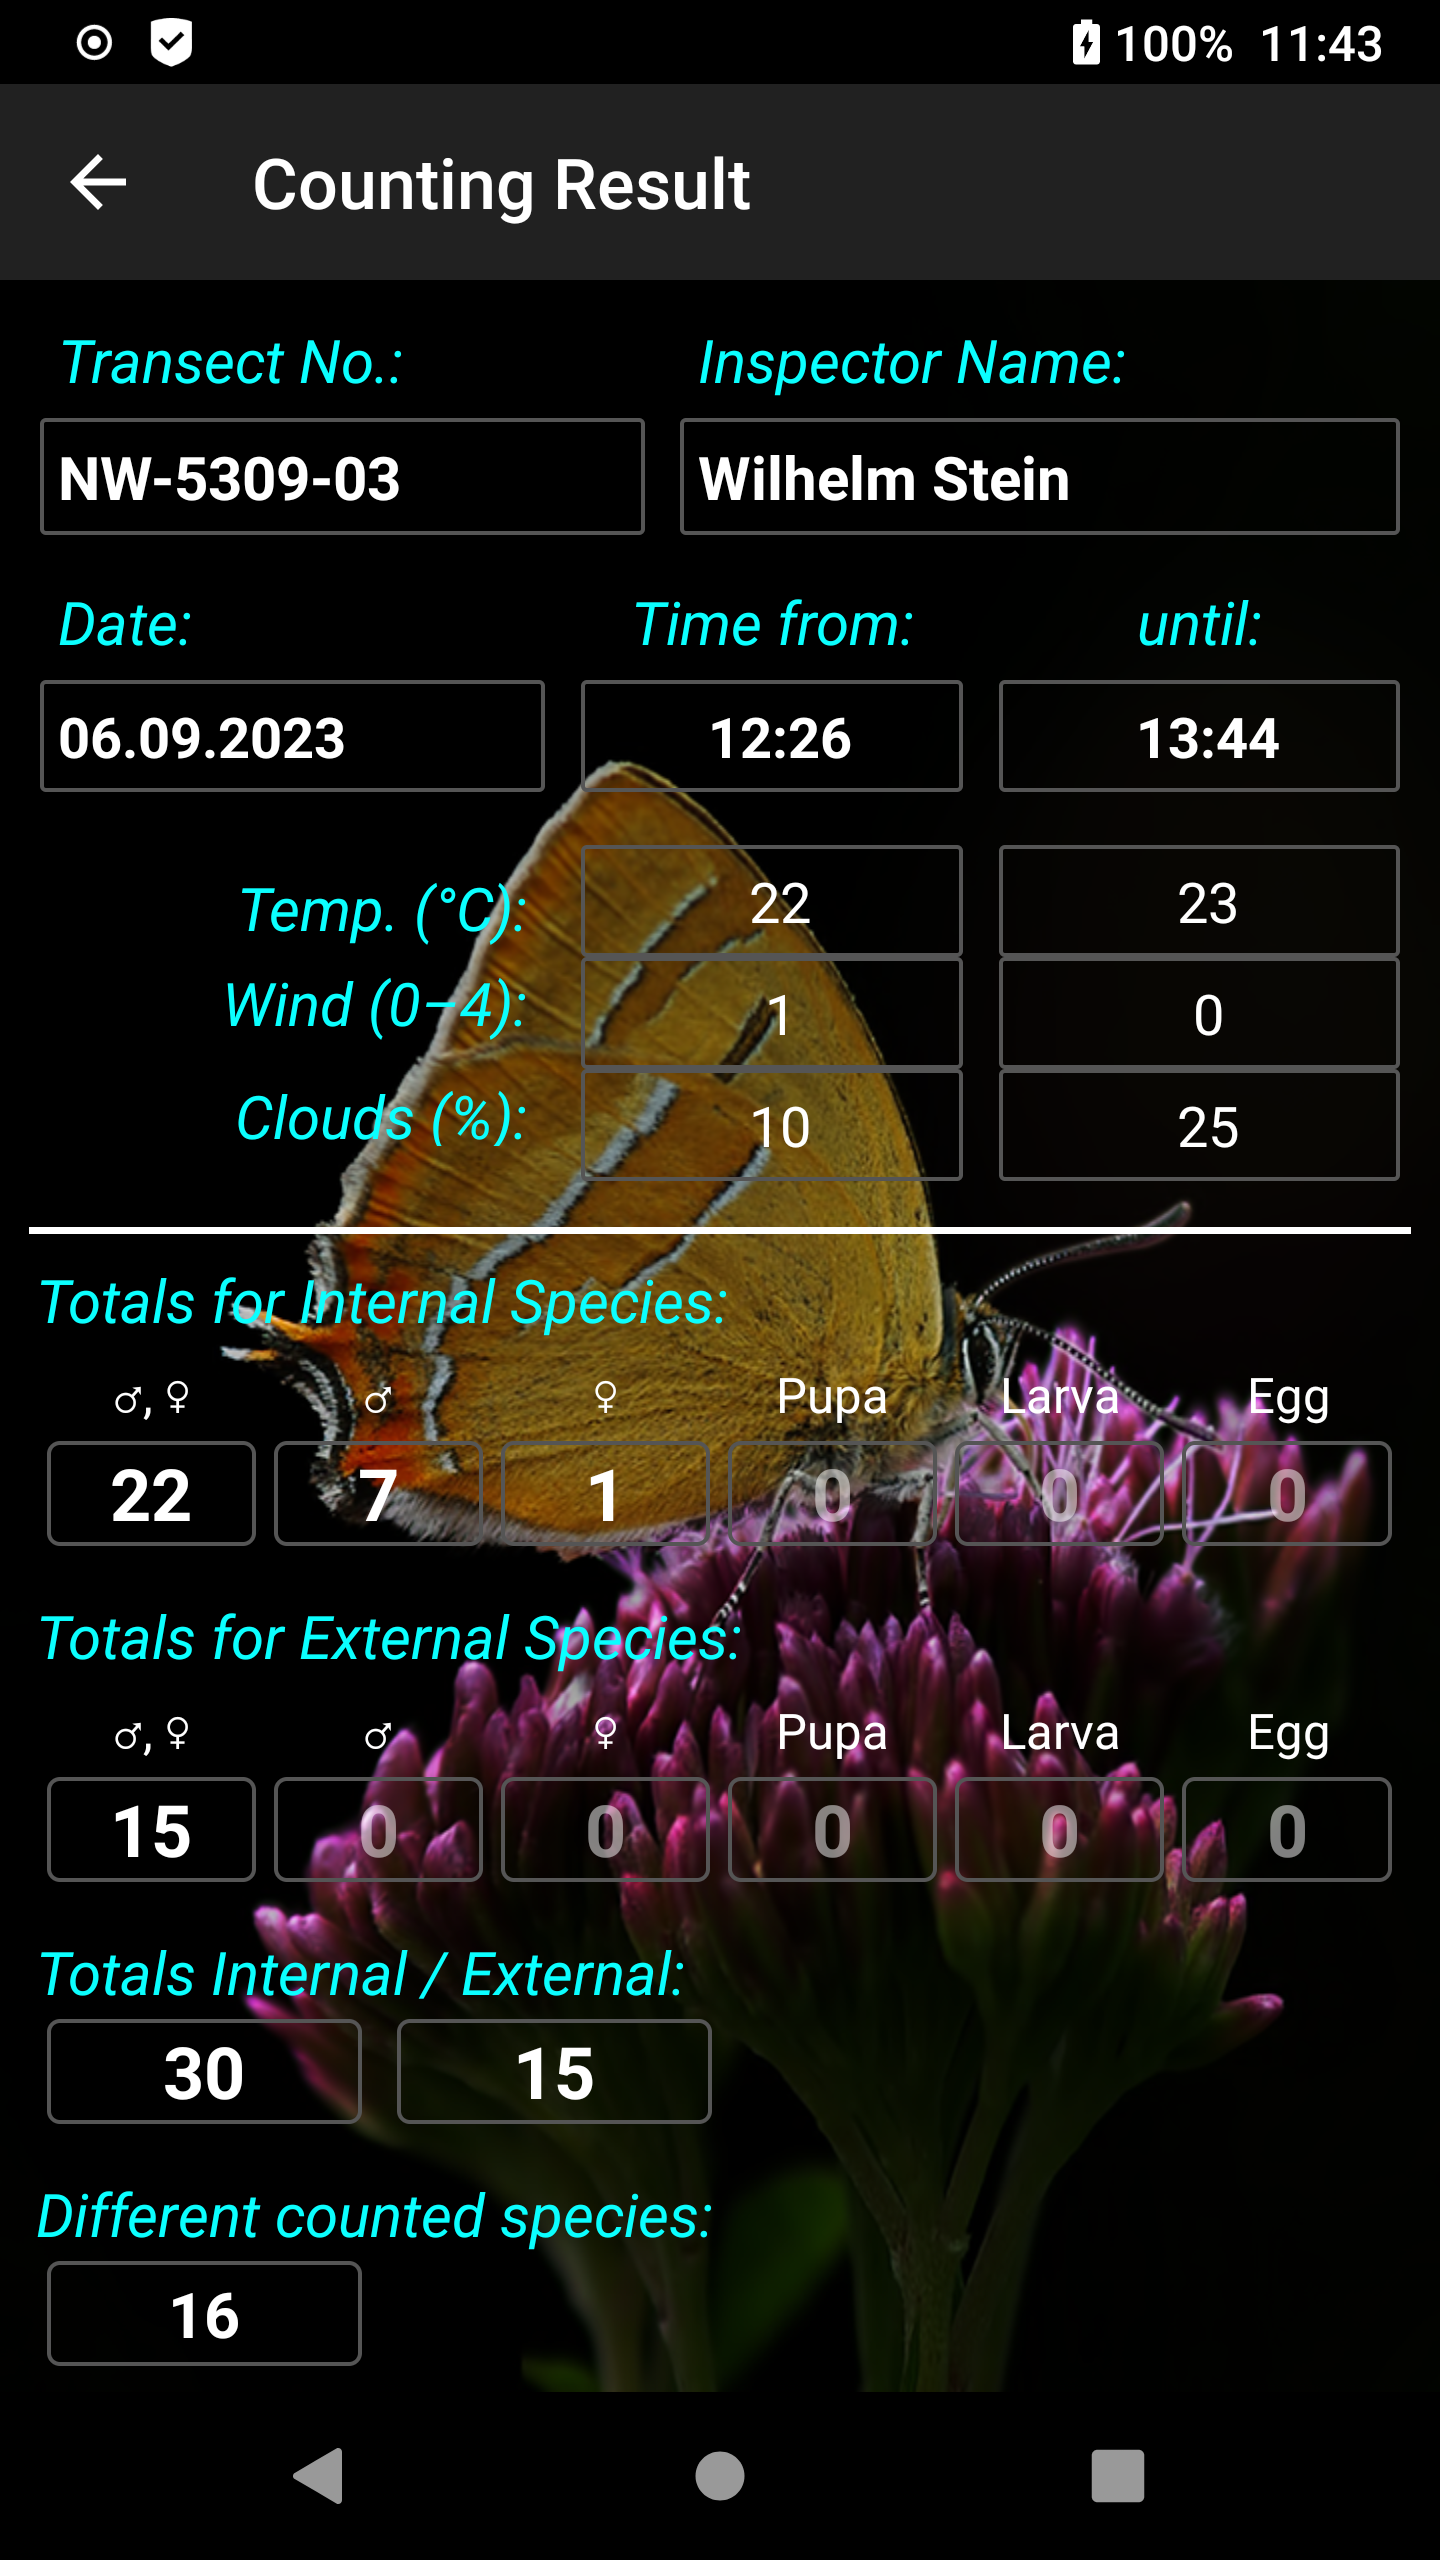 100% 11:43
Counting Result
Transect No.: Inspector Name:
NW-5309-03 Wilhelm Stein
Date: Time from: until:
06.09.2023 12:26 13:44
Temp. (°C): 22 23
Wind (0–4): 1 0
Clouds (%): 10 25
Totals for Internal Species:
♂, ♀ ♂ ♀ Pupa Larva Egg
22 7 1 0 0 0
Totals for External Species:
♂, ♀ ♂ ♀ Pupa Larva Egg
15 0 0 0 0 0
Totals Internal / External:
30 15
Different counted species:
16